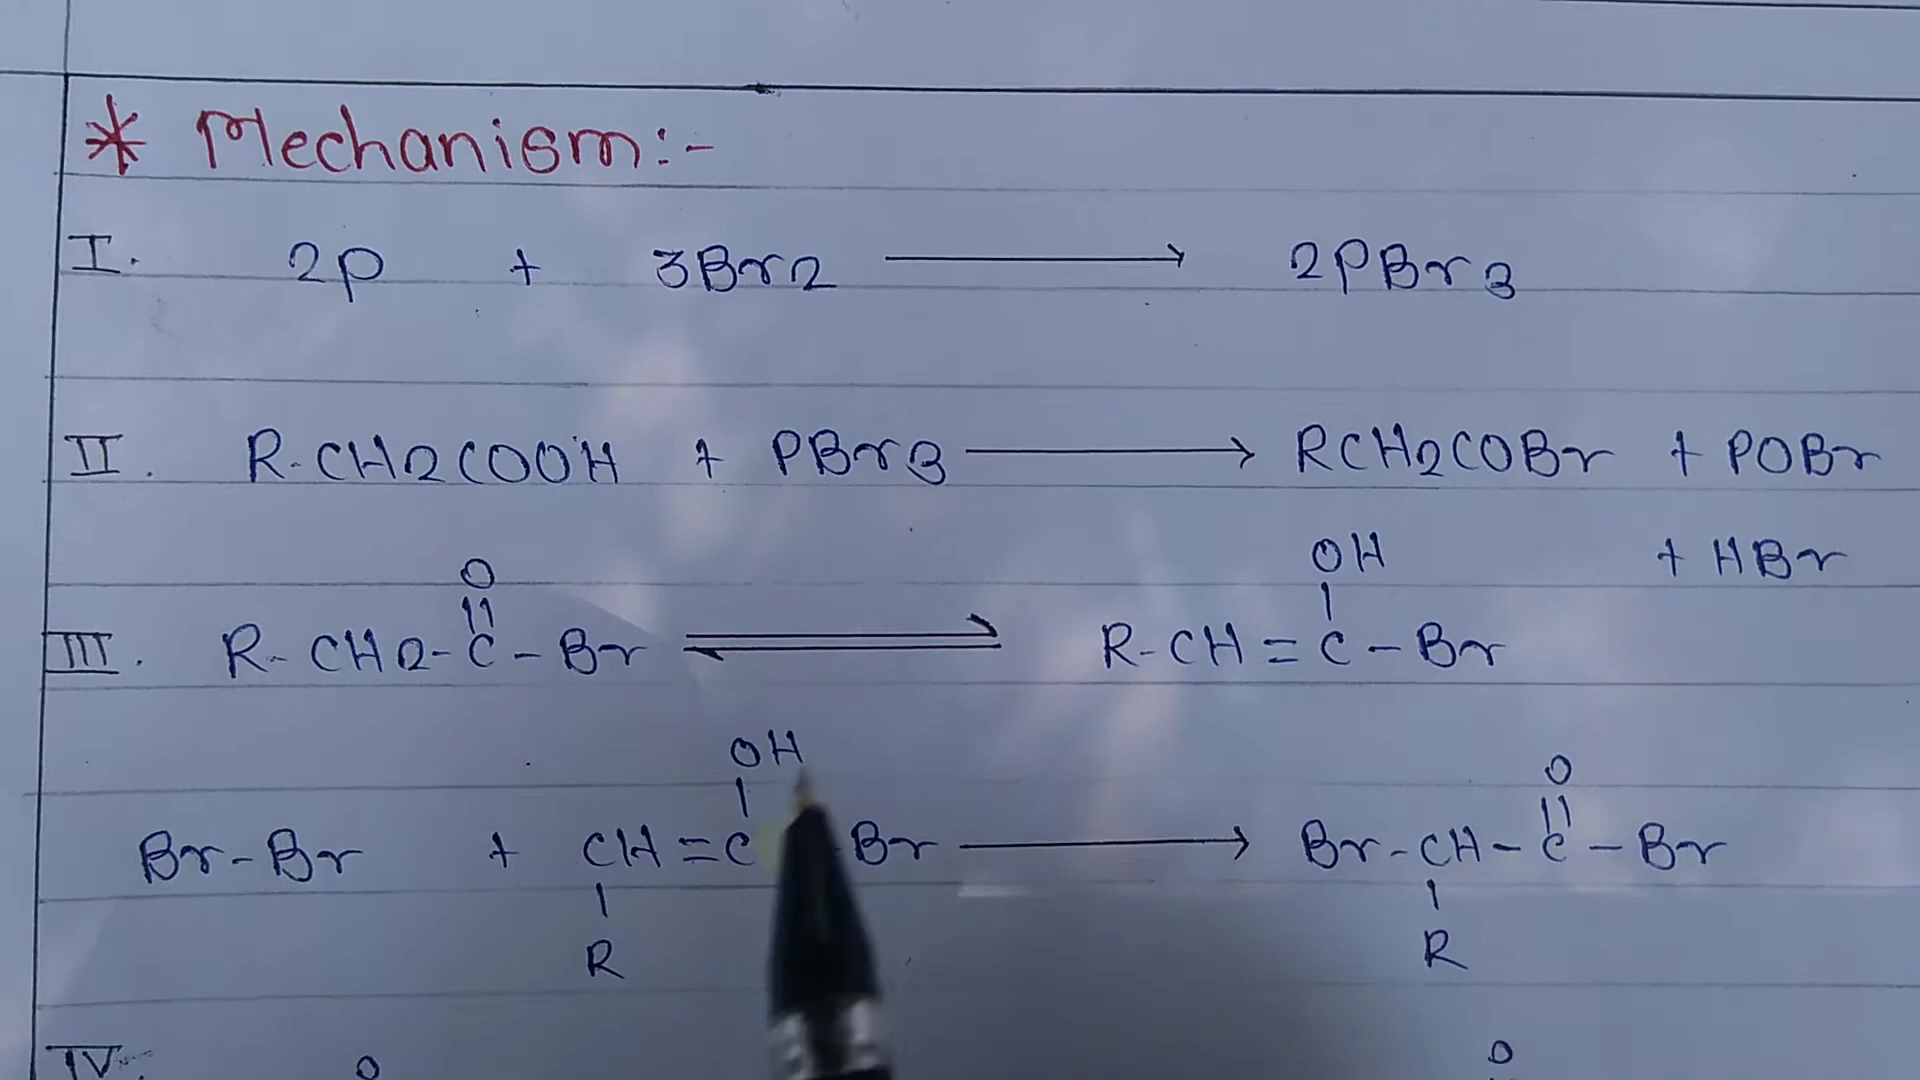 * Mechanism:-
I. 2P + 3Br2 ⟶ 2PBr3
II. R-CH2COOH + PBr3 ⟶ RCH2COBr + POBr
O OH + HBr
|| |
III. R-CH2-C-Br ⇌ R-CH=C-Br
OH O
| ||
Br-Br + CH=C-Br ⟶ Br-CH-C-Br
| |
R R
IV. O O